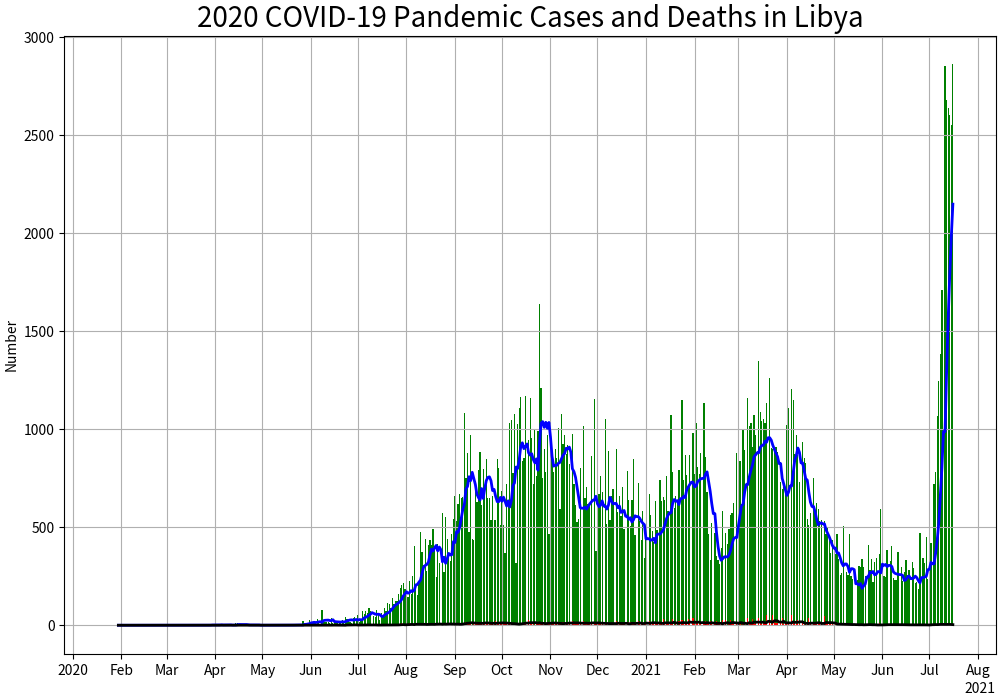 2020 COVID-19 Pandemic Cases and Deaths in Libya
3000
2500
2000
1500
1000
500
0
Number
2020 Feb Mar Apr May Jun Jul Aug Sep Oct Nov Dec 2021 Feb Mar Apr May Jun Jul Aug
2021